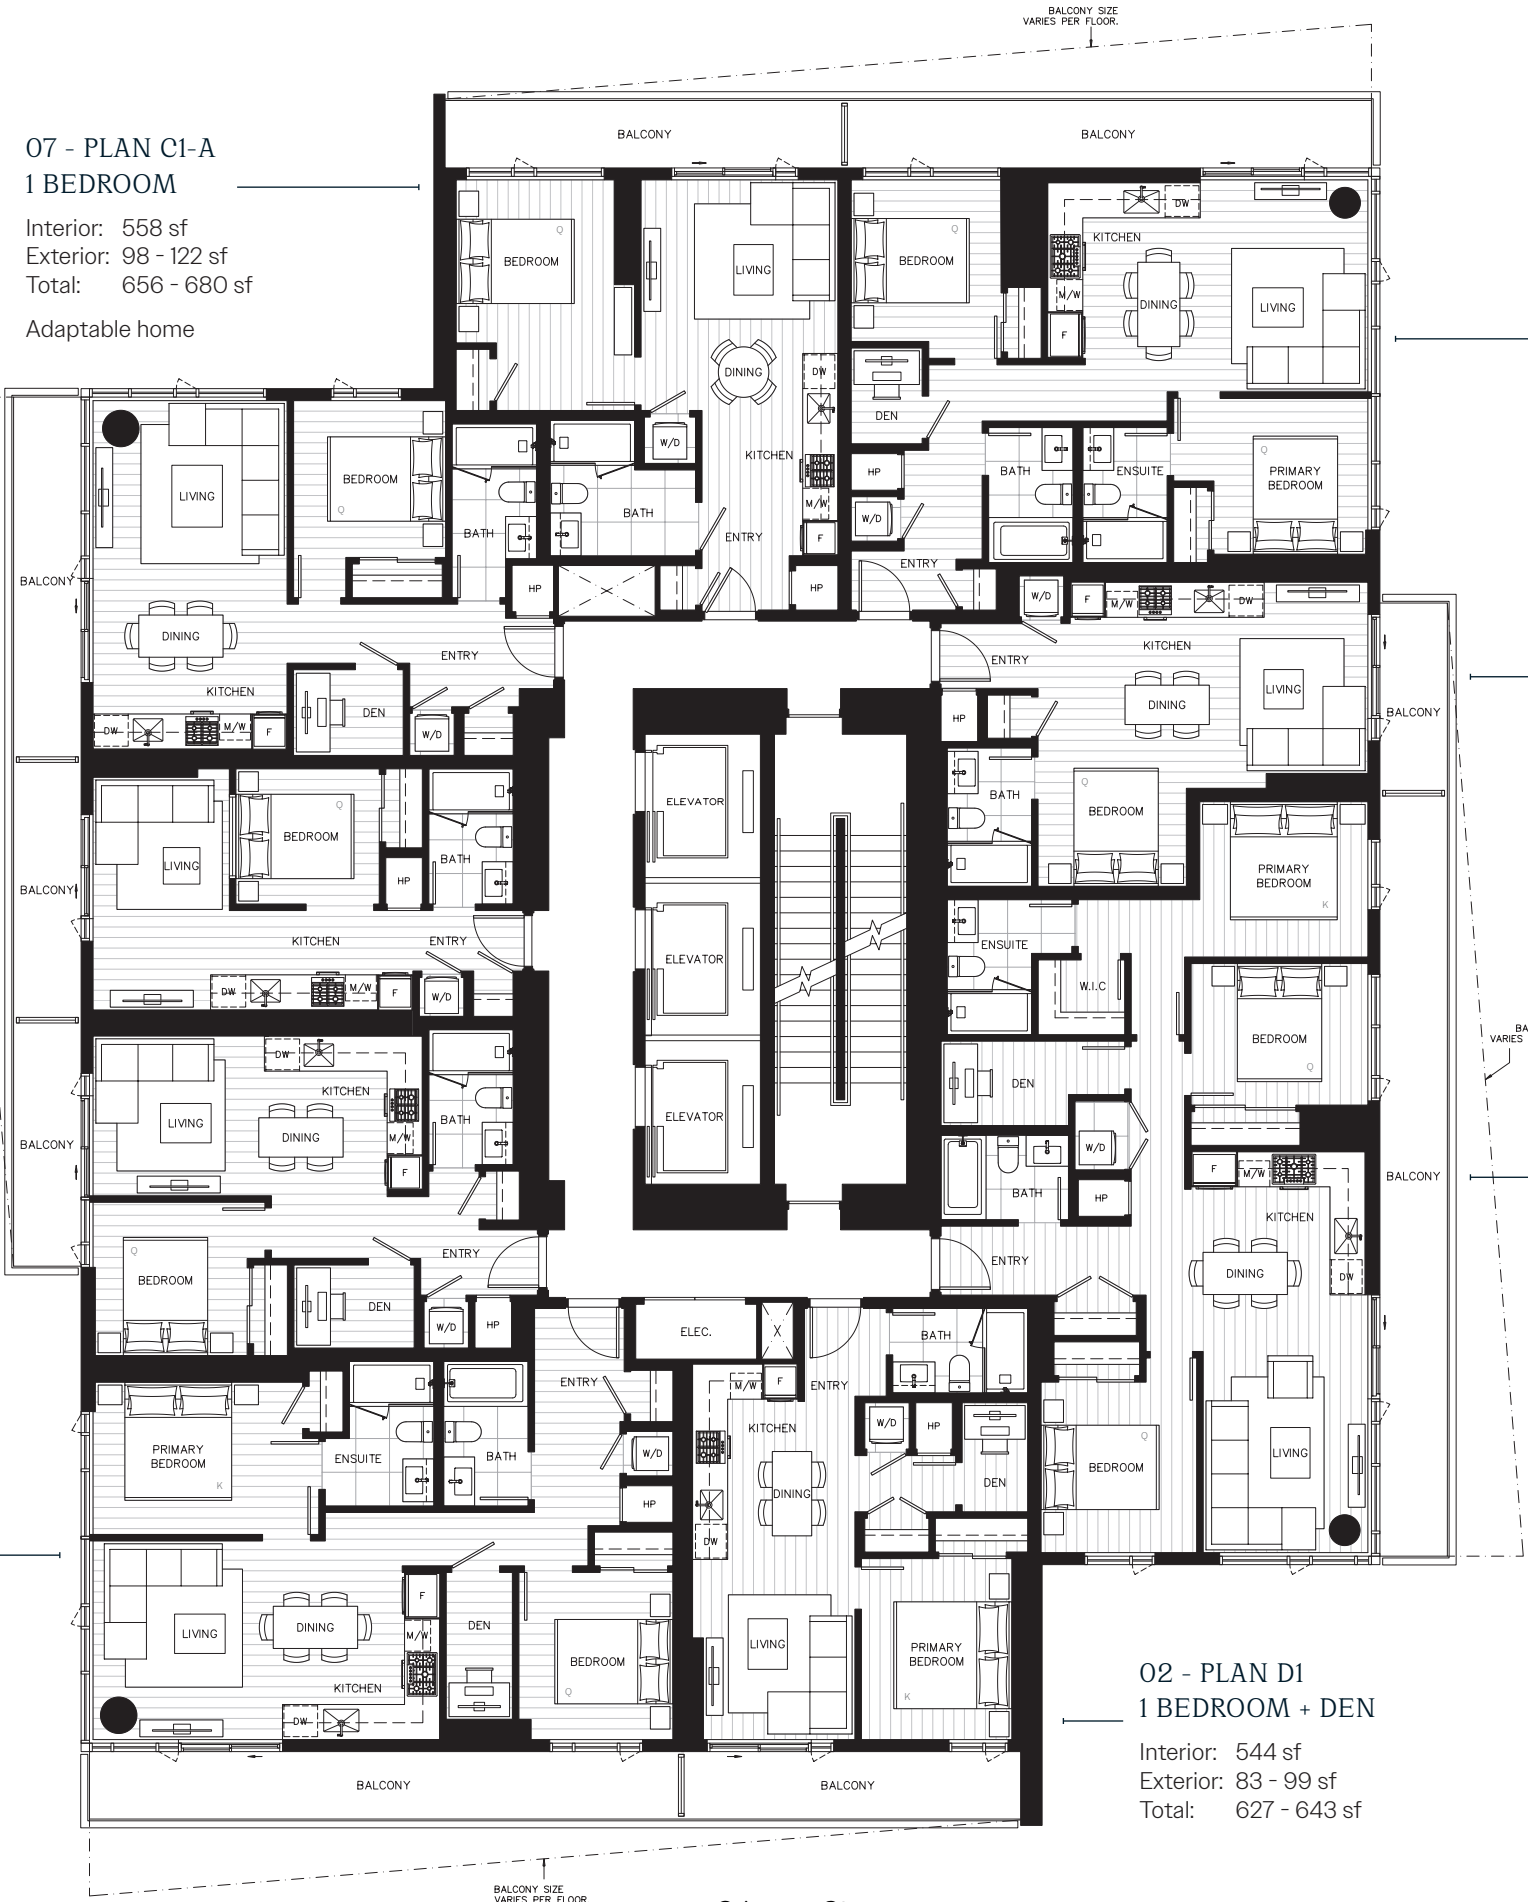 BALCONY SIZE
VARIES PER FLOOR.
07 - PLAN C1-A
1 BEDROOM
Interior: 558 sf
Exterior: 98 - 122 sf
Total: 656 - 680 sf
Adaptable home
BALCONY
BALCONY
BEDROOM
Q
LIVING
DINING
DW
KITCHEN
M/W
F
W/D
BATH
ENTRY
HP
BEDROOM
Q
KITCHEN
DW
M/W
F
DINING
LIVING
DEN
HP
W/D
BATH
ENSUITE
PRIMARY
BEDROOM
Q
ENTRY
BALCONY
LIVING
BEDROOM
Q
BATH
HP
DINING
ENTRY
KITCHEN
DW
M/W
F
DEN
W/D
W/D
F
M/W
DW
KITCHEN
ENTRY
HP
DINING
LIVING
BALCONY
BATH
BEDROOM
Q
BALCONY
LIVING
BEDROOM
Q
HP
BATH
KITCHEN
ENTRY
DW
M/W
F
W/D
ELEVATOR
ELEVATOR
ELEVATOR
PRIMARY
BEDROOM
K
ENSUITE
W.I.C
BEDROOM
Q
DEN
W/D
HP
BATH
ENTRY
F
M/W
KITCHEN
DINING
DW
BALCONY
BA
VARIES
BEDROOM
Q
LIVING
BALCONY
LIVING
DW
KITCHEN
DINING
M/W
F
BATH
ENTRY
BEDROOM
Q
DEN
W/D
HP
ELEC.
X
PRIMARY
BEDROOM
K
ENSUITE
BATH
ENTRY
W/D
HP
LIVING
DINING
F
M/W
KITCHEN
DW
DEN
BEDROOM
Q
M/W
F
ENTRY
BATH
KITCHEN
W/D
HP
DEN
DINING
DW
LIVING
PRIMARY
BEDROOM
K
BALCONY
BALCONY
02 - PLAN D1
1 BEDROOM + DEN
Interior: 544 sf
Exterior: 83 - 99 sf
Total: 627 - 643 sf
BALCONY SIZE
VARIES PER FLOOR.